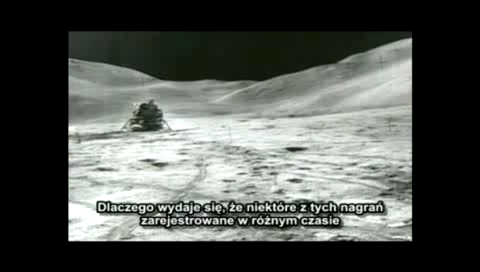 Dlaczego wydaje się, że niektóre z tych nagrań
zarejestrowane w różnym czasie